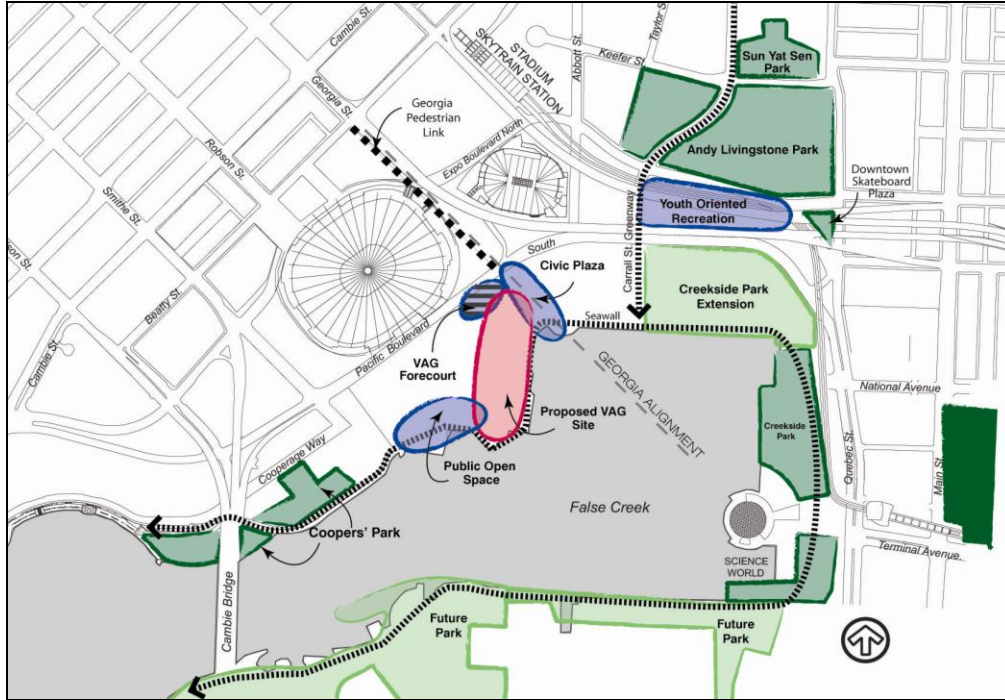 Cambie St.
Georgia St.
Robson St.
Smithe St.
Beatty St.
Cambie St.
Georgia
Pedestrian
Link
STADIUM
SKYTRAIN STATION
Abbott St.
Keefer St.
Taylor St.
Expo Boulevard North
South
Sun Yat Sen
Park
Andy Livingstone Park
Downtown
Skateboard
Plaza
Youth Oriented
Recreation
Carrall St. Greenway
Civic Plaza
Creekside Park
Extension
Seawall
Pacific Boulevard
VAG
Forecourt
GEORGIA ALIGNMENT
Proposed VAG
Site
Public Open
Space
National Avenue
Creekside
Park
Quebec St.
Main St.
Cooperage Way
Coopers' Park
False Creek
SCIENCE
WORLD
Terminal Avenue.
Cambie Bridge
Future
Park
Future
Park